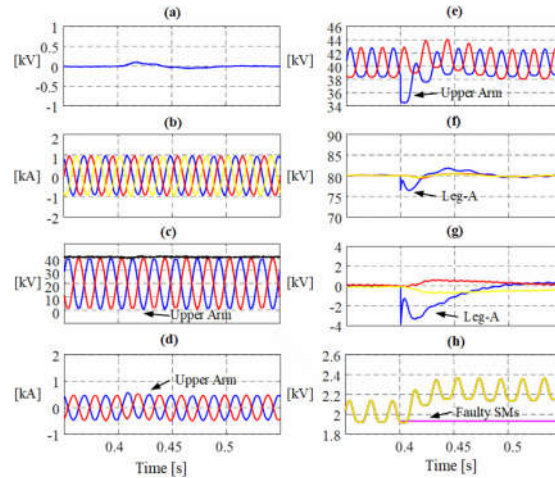 (a)
1
0.5
[kV]
0
-0.5
-1
(b)
2
1
[kA]
0
-1
-2
(c)
40
30
[kV]
20
10
0
Upper Arm
(d)
2
Upper Arm
1
[kA]
0
-1
0.4
0.45
0.5
Time [s]
(e)
46
44
42
[kV]
40
38
36
34
Upper Arm
(f)
90
85
[kV]
80
75
Leg-A
70
(g)
4
2
[kV]
0
-2
Leg-A
-4
(h)
2.6
2.4
[kV]
2.2
2
Faulty SMs
1.8
0.4
0.45
0.5
Time [s]